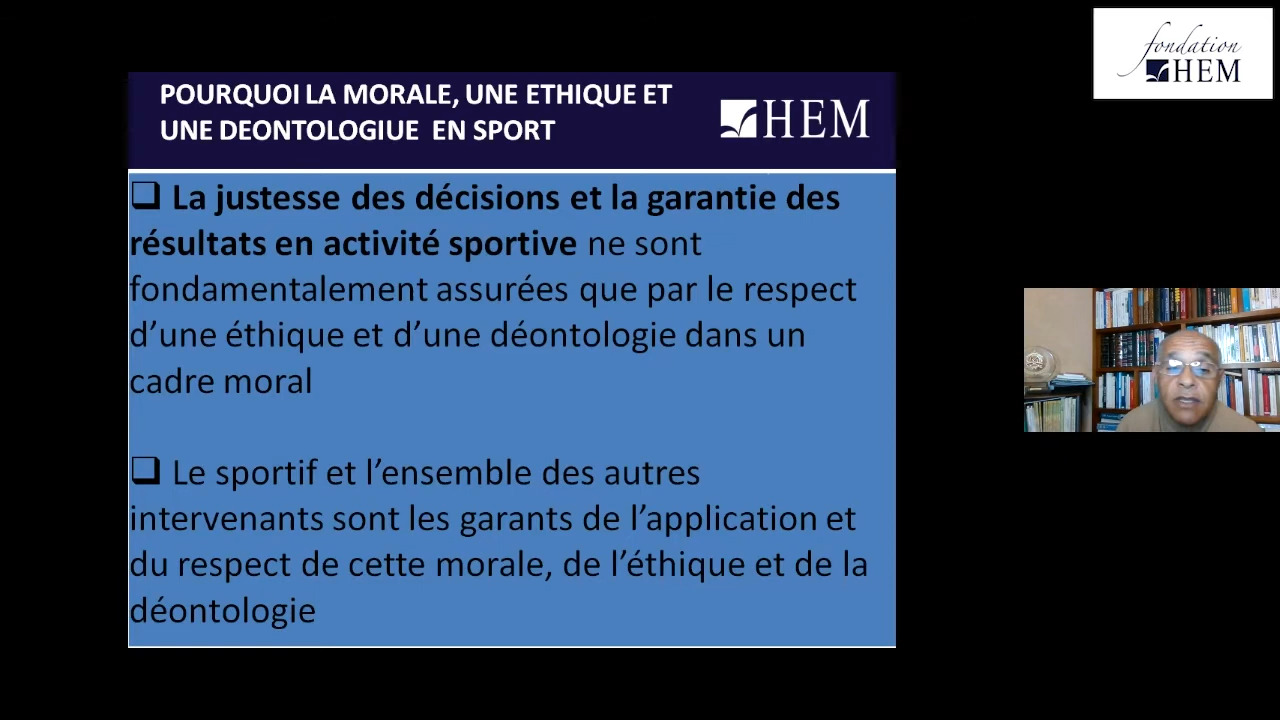 fondation
HEM
POURQUOI LA MORALE, UNE ETHIQUE ET
UNE DEONTOLOGIUE EN SPORT
HEM
❑ La justesse des décisions et la garantie des
résultats en activité sportive ne sont
fondamentalement assurées que par le respect
d’une éthique et d’une déontologie dans un
cadre moral
❑ Le sportif et l’ensemble des autres
intervenants sont les garants de l’application et
du respect de cette morale, de l’éthique et de la
déontologie